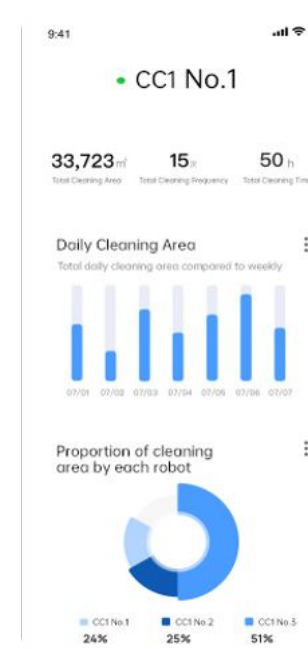 9:41
CC1 No.1
33,723㎡ 15× 50 h
Total Cleaning Area Total Cleaning Frequency Total Cleaning Time
Daily Cleaning Area
Total daily cleaning area compared to weekly
07/01 07/02 07/03 07/04 07/05 07/06 07/07
Proportion of cleaning
area by each robot
CC1 No.1 CC1 No.2 CC1 No.3
24% 25% 51%